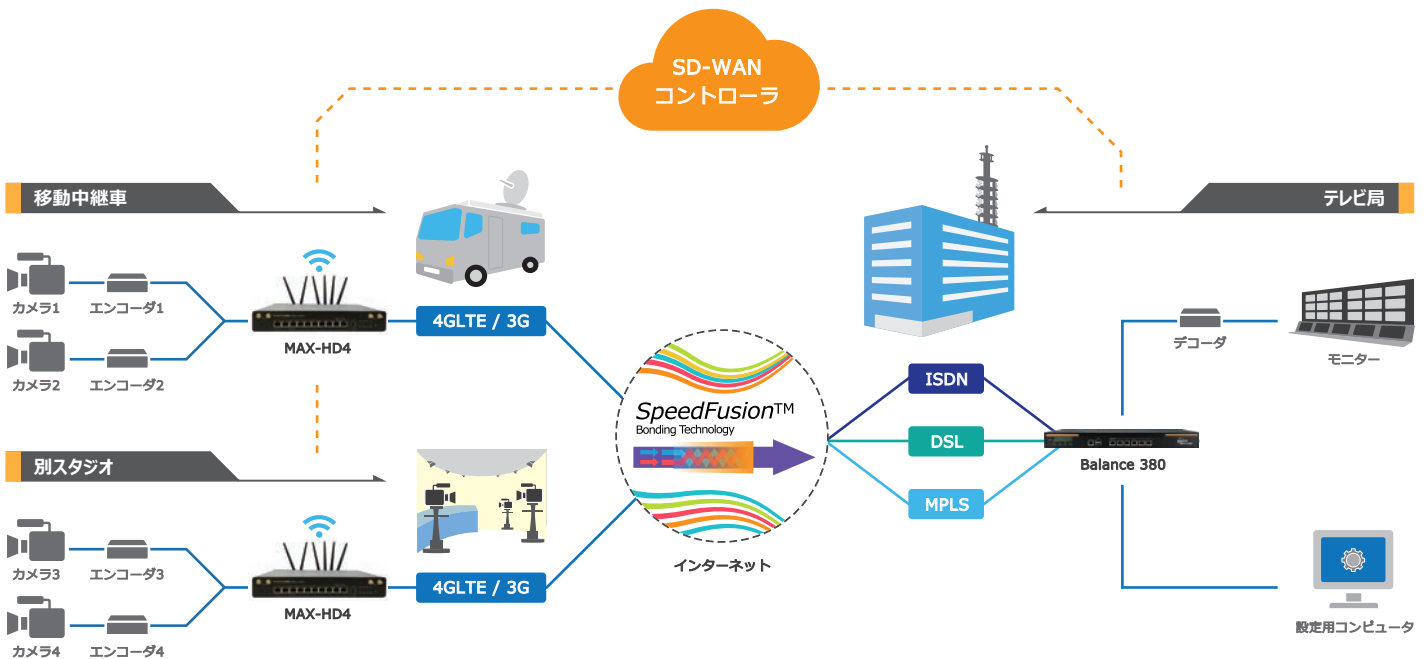 SD-WAN
コントローラ
移動中継車
テレビ局
カメラ1
エンコーダ1
カメラ2
エンコーダ2
MAX-HD4
4GLTE / 3G
別スタジオ
カメラ3
エンコーダ3
カメラ4
エンコーダ4
MAX-HD4
4GLTE / 3G
SpeedFusion™
Bonding Technology
インターネット
ISDN
DSL
MPLS
Balance 380
デコーダ
モニター
設定用コンピュータ